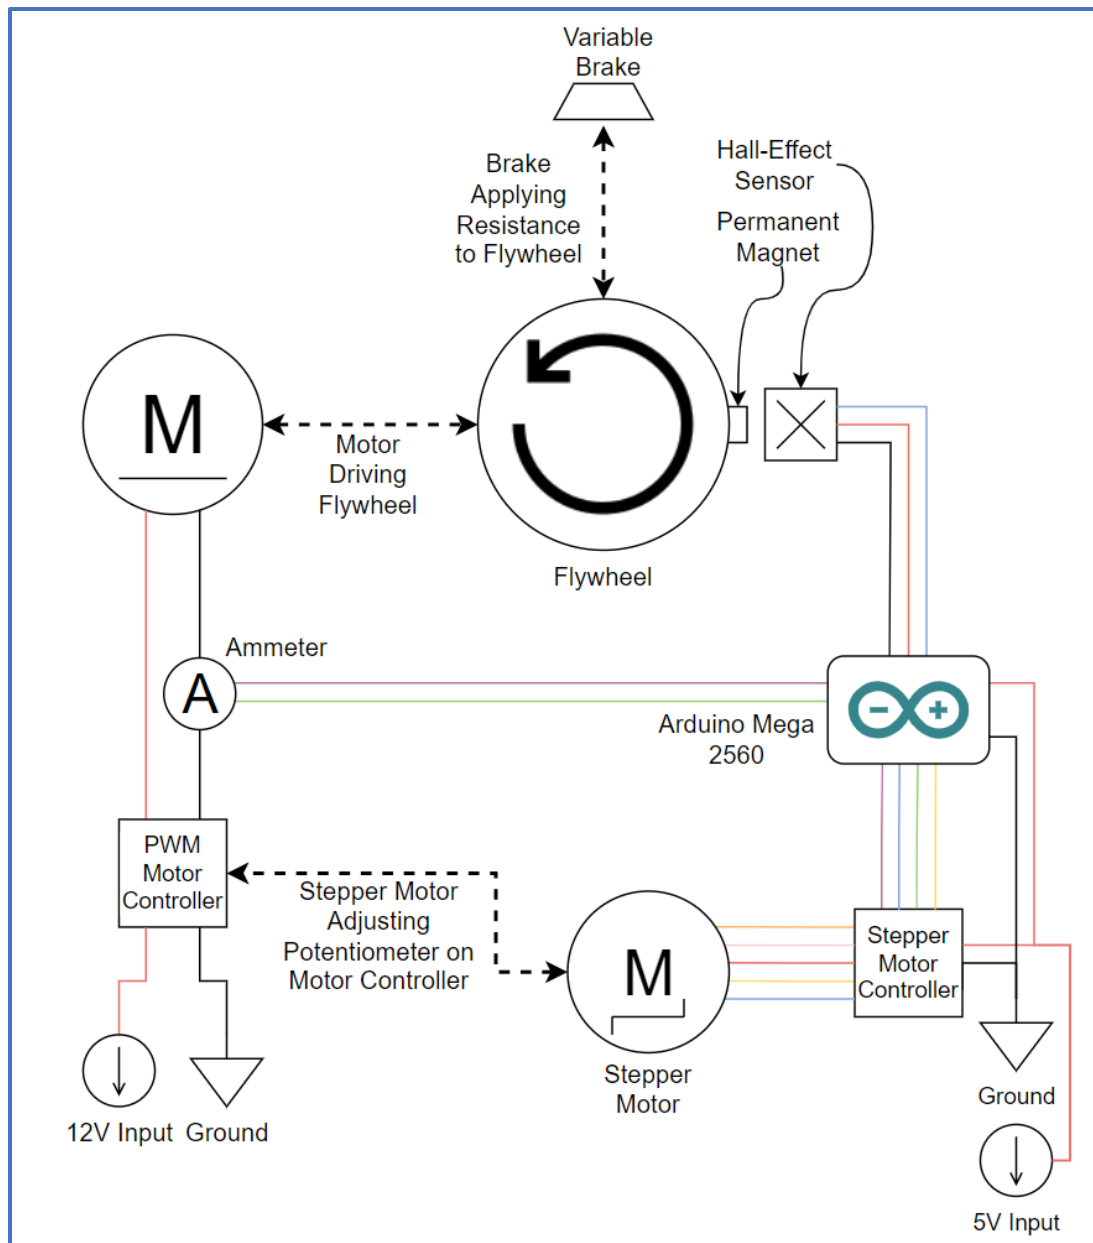 Variable
Brake
Brake
Applying
Resistance
to Flywheel
Hall-Effect
Sensor
Permanent
Magnet
M
Motor
Driving
Flywheel
Flywheel
Ammeter
A
Arduino Mega
2560
PWM
Motor
Controller
Stepper Motor
Adjusting
Potentiometer on
Motor Controller
M
Stepper
Motor
Controller
Stepper
Motor
Ground
12V Input
Ground
5V Input